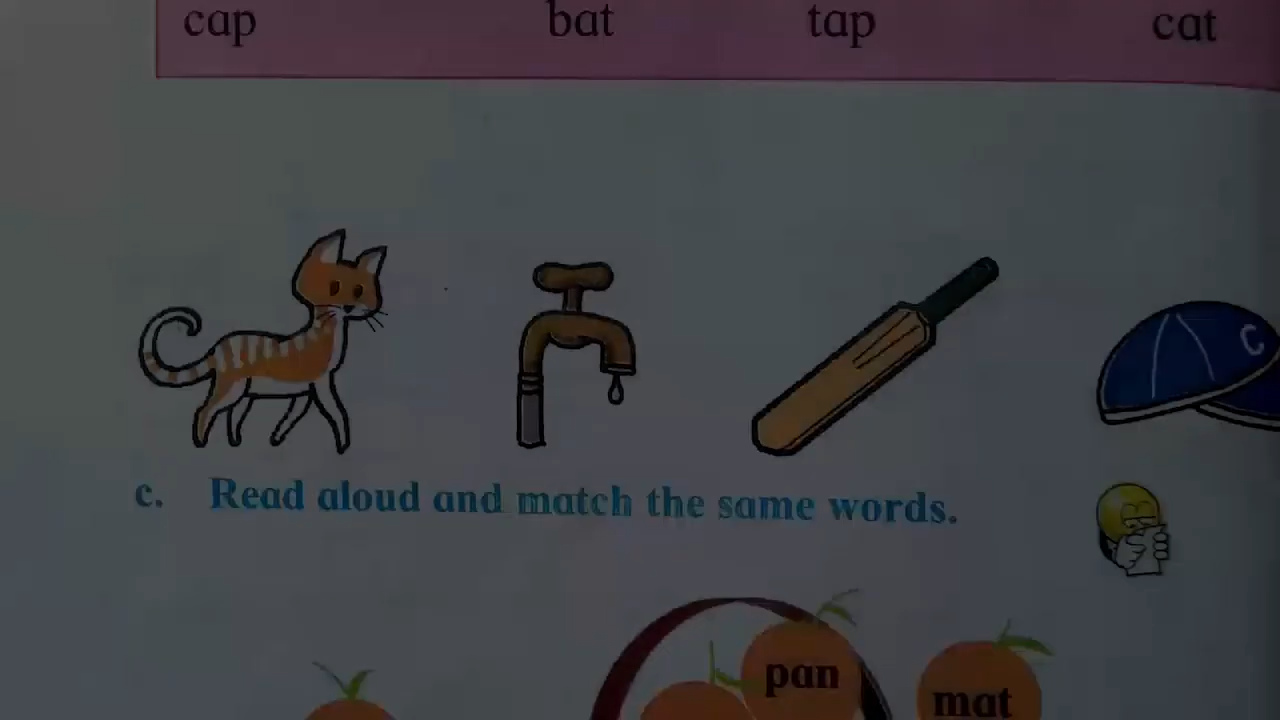 cap bat tap cat
C
c. Read aloud and match the same words.
pan
mat